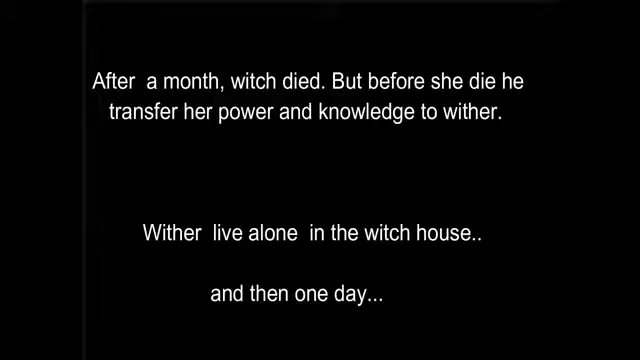 After a month, witch died. But before she die he
transfer her power and knowledge to wither.
Wither live alone in the witch house..
and then one day...